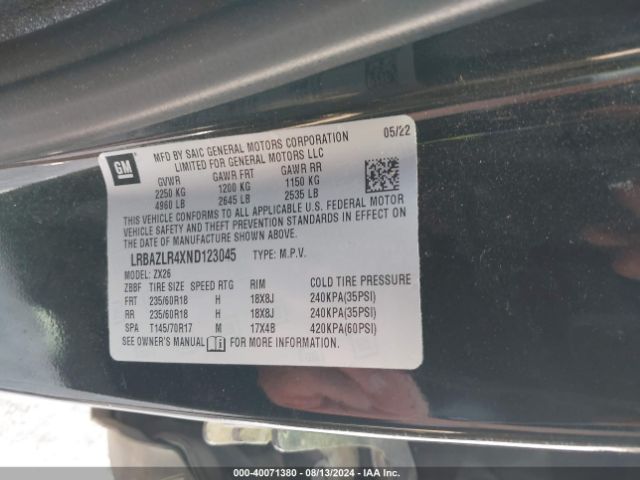 GM
MFG BY SAIC GENERAL MOTORS CORPORATION 05/22
LIMITED FOR GENERAL MOTORS LLC
GVWR GAWR FRT GAWR RR
2250 KG 1200 KG 1150 KG
4960 LB 2645 LB 2535 LB
THIS VEHICLE CONFORMS TO ALL APPLICABLE U.S. FEDERAL MOTOR
VEHICLE SAFETY AND THEFT PREVENTION STANDARDS IN EFFECT ON
THE DATE OF MANUFACTURE SHOWN ABOVE.
LRBAZLR4XND123045 TYPE: M.P.V.
MODEL: ZX26
ZBBF TIRE SIZE SPEED RTG RIM COLD TIRE PRESSURE
FRT 235/60R18 H 18X8J 240KPA(35PSI)
RR 235/60R18 H 18X8J 240KPA(35PSI)
SPA T145/70R17 M 17X4B 420KPA(60PSI)
SEE OWNER'S MANUAL FOR MORE INFORMATION.
000-40071380 - 08/13/2024 - IAA Inc.